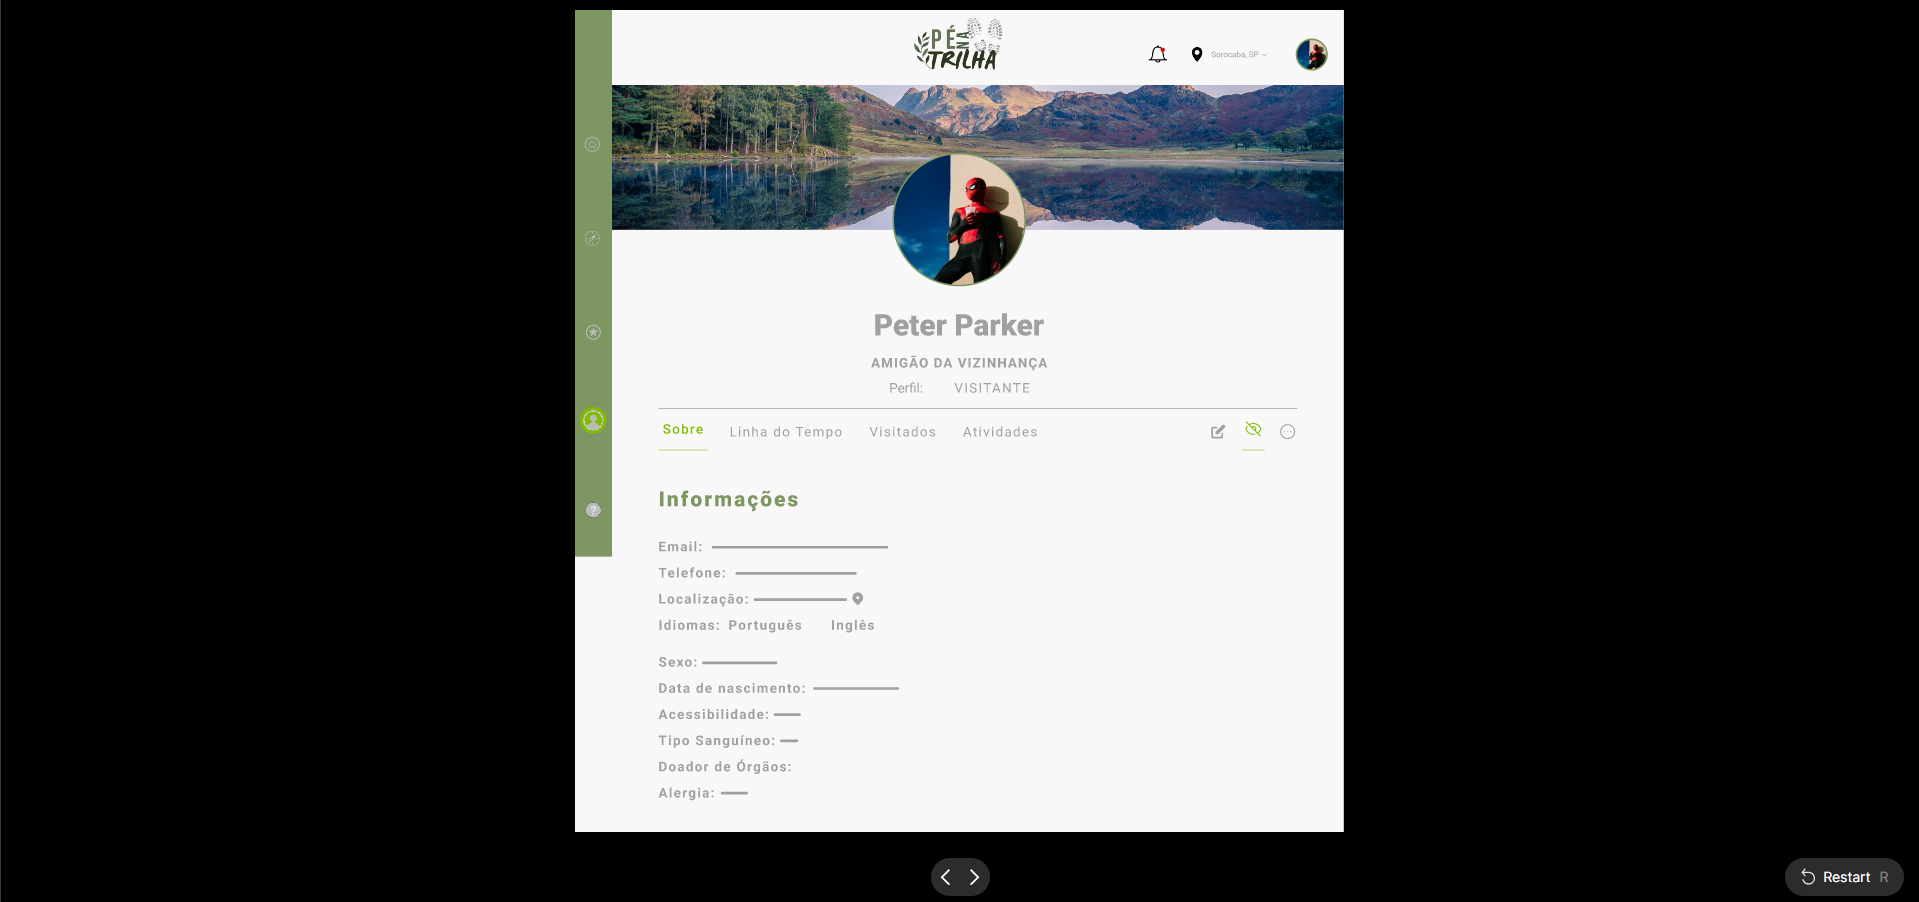 PÉ NA
TRILHA
Sorocaba, SP
Peter Parker
AMIGÃO DA VIZINHANÇA
Perfil: VISITANTE
Sobre Linha do Tempo Visitados Atividades
?
Informações
Email:
Telefone:
Localização:
Idiomas: Português Inglês
Sexo:
Data de nascimento:
Acessibilidade:
Tipo Sanguíneo:
Doador de Órgãos:
Alergia:
Restart R